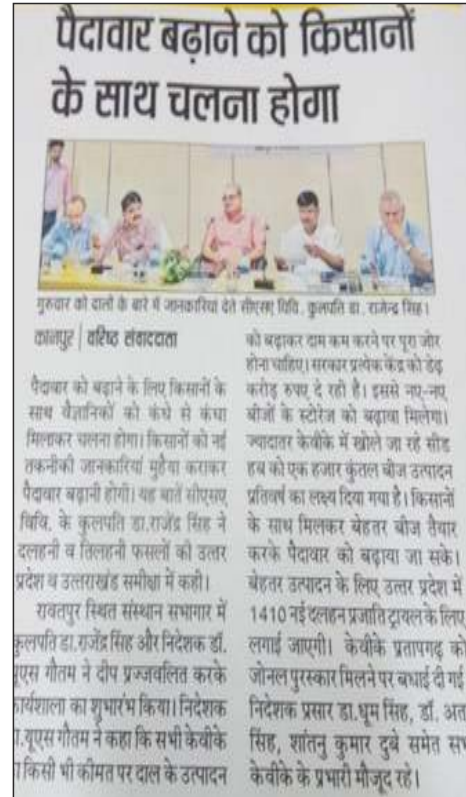 पैदावार बढ़ाने को किसानों
के साथ चलना होगा
गुरुवार को दालों के बारे में जानकारियां देते सीएसए विवि. कुलपति डा. राजेन्द्र सिंह।
कानपुर | वरिष्ठ संवाददाता
पैदावार को बढ़ाने के लिए किसानों के
साथ वैज्ञानिकों को कंधे से कंधा
मिलाकर चलना होगा। किसानों को नई
तकनीकी जानकारियां मुहैया कराकर
पैदावार बढ़ानी होगी। यह बातें सीएसए
विवि. के कुलपति डा.राजेंद्र सिंह ने
दलहनी व तिलहनी फसलों की उत्तर
प्रदेश व उत्तराखंड समीक्षा में कही।
रावतपुर स्थित संस्थान सभागार में
कुलपति डा.राजेंद्र सिंह और निदेशक डॉ.
यूएस गौतम ने दीप प्रज्जवलित करके
कार्यशाला का शुभारंभ किया। निदेशक
डा.यूएस गौतम ने कहा कि सभी केवीके
किसी भी कीमत पर दाल के उत्पादन
को बढ़ाकर दाम कम करने पर पूरा जोर
होना चाहिए। सरकार प्रत्येक केंद्र को डेढ़
करोड़ रुपए दे रही है। इससे नए-नए
बीजों के स्टोरेज को बढ़ावा मिलेगा।
ज्यादातर केवीके में खोले जा रहे सीड
हब को एक हजार कुंतल बीज उत्पादन
प्रतिवर्ष का लक्ष्य दिया गया है। किसानों
के साथ मिलकर बेहतर बीज तैयार
करके पैदावार को बढ़ाया जा सके।
बेहतर उत्पादन के लिए उत्तर प्रदेश में
1410 नई दलहन प्रजाति ट्रायल के लिए
लगाई जाएगी। केवीके प्रतापगढ़ को
जोनल पुरस्कार मिलने पर बधाई दी गई
निदेशक प्रसार डा.धूम सिंह, डॉ. अत
सिंह, शांतनु कुमार दुबे समेत सभ
केवीके के प्रभारी मौजूद रहे।